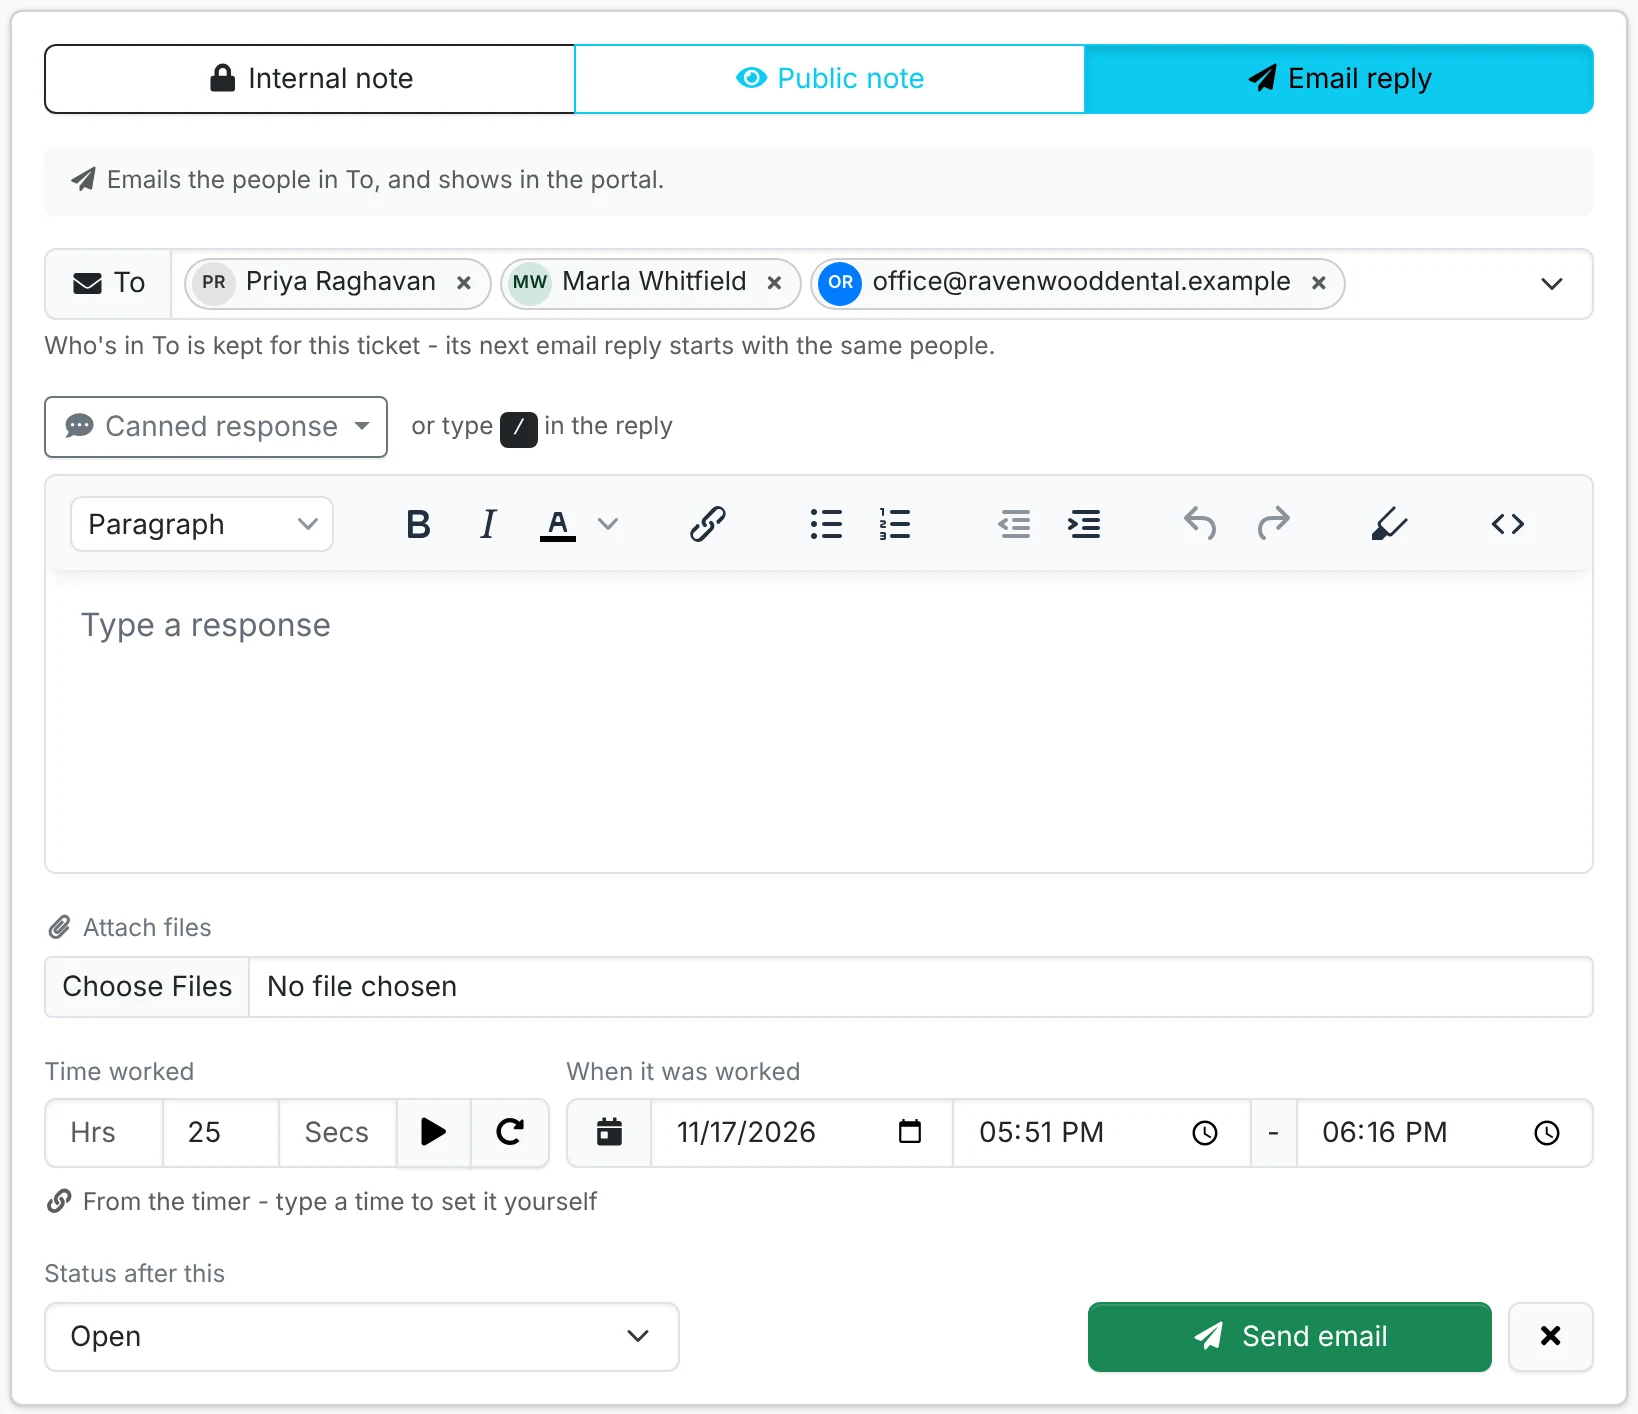 Internal note
Public note
Email reply
Emails the people in To, and shows in the portal.
To
PR Priya Raghavan
MW Marla Whitfield
OR office@ravenwooddental.example
Who's in To is kept for this ticket - its next email reply starts with the same people.
Canned response or type / in the reply
Paragraph B I A
Type a response
Attach files
Choose Files No file chosen
Time worked
When it was worked
Hrs 25 Secs
11/17/2026 05:51 PM - 06:16 PM
From the timer - type a time to set it yourself
Status after this
Open
Send email